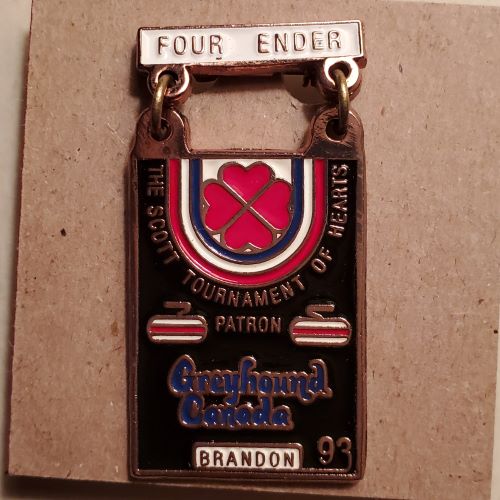 FOUR ENDER
THE SCOTT TOURNAMENT OF HEARTS
PATRON
Greyhound
Canada
BRANDON 93